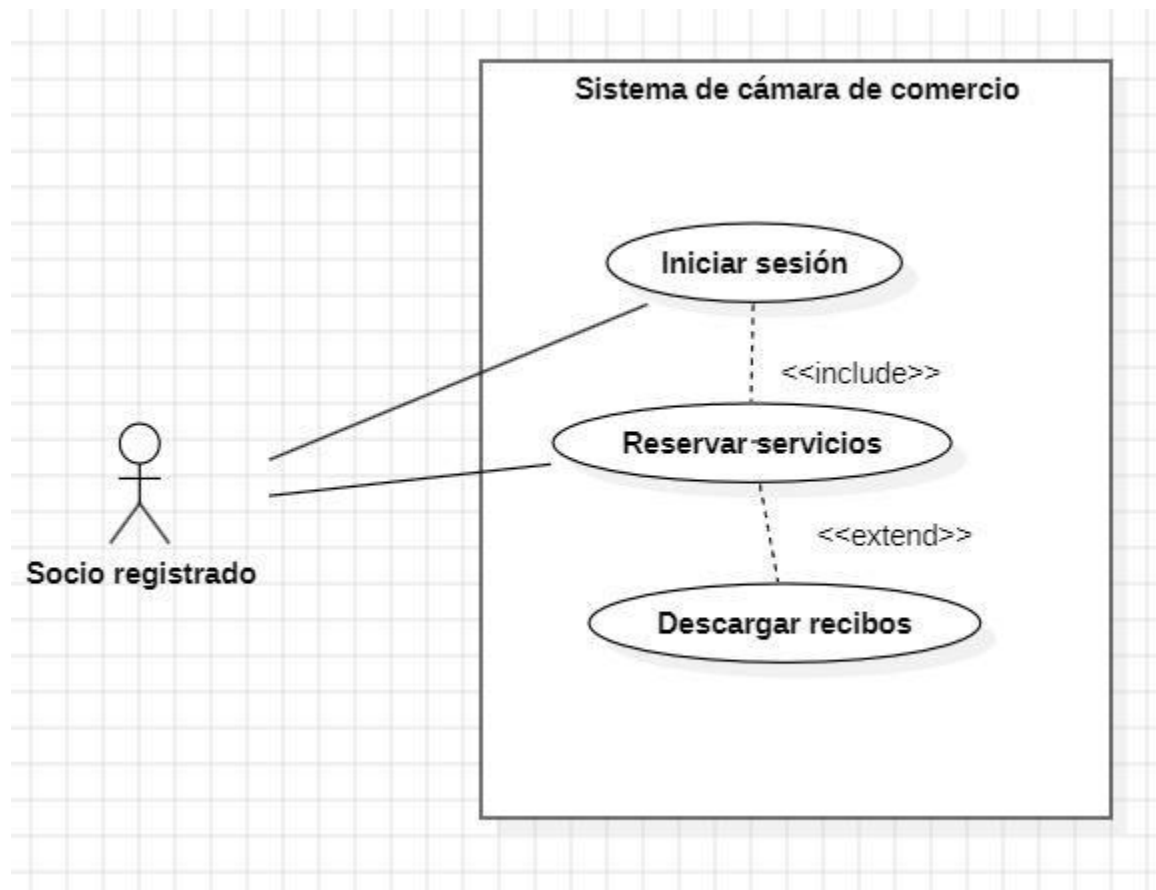 Sistema de cámara de comercio
Iniciar sesión
<<include>>
Reservar servicios
<<extend>>
Socio registrado
Descargar recibos